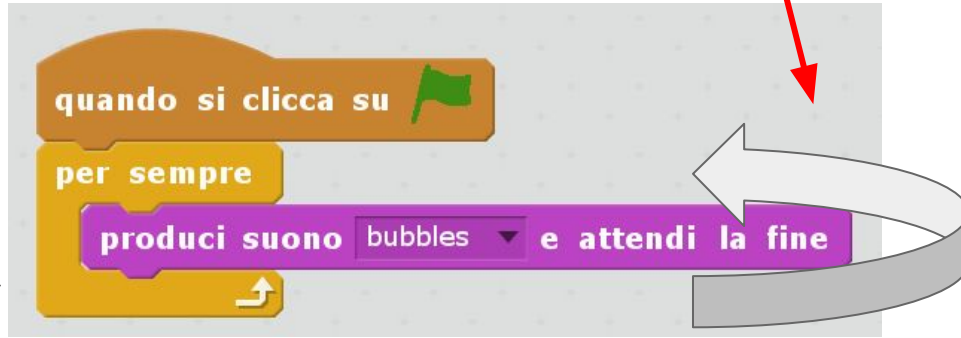 quando si clicca su
per sempre
produci suono bubbles e attendi la fine